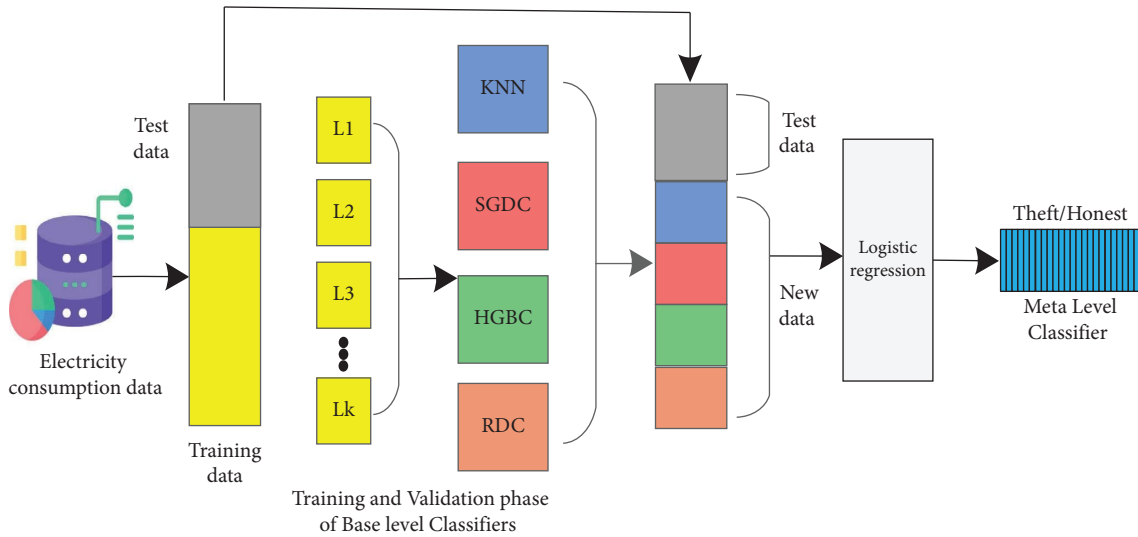 Test
data
Electricity
consumption data
Training
data
L1
L2
L3
Lk
Training and Validation phase
of Base level Classifiers
KNN
SGDC
HGBC
RDC
Test
data
New
data
Logistic
regression
Theft/Honest
Meta Level
Classifier